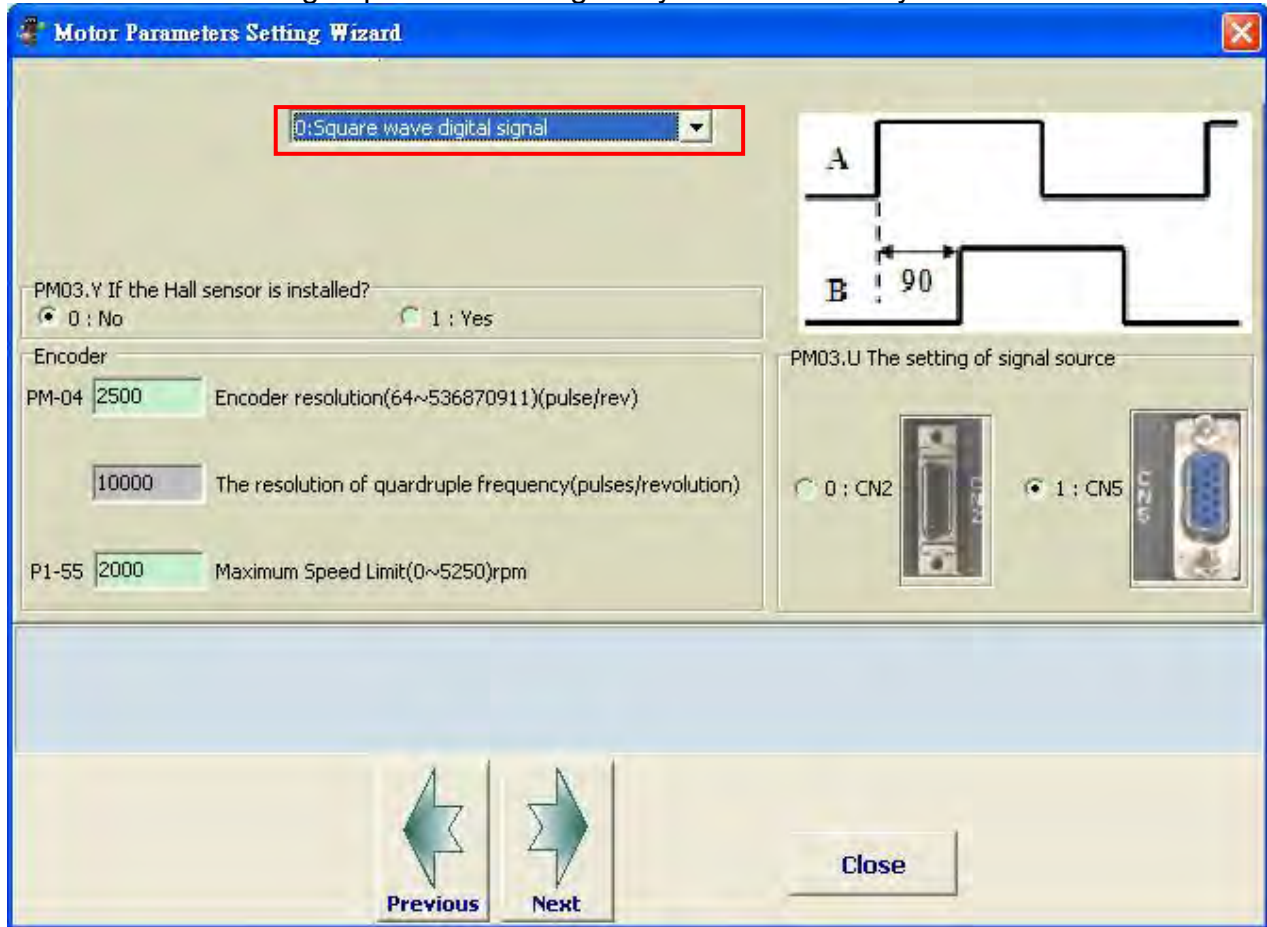 Motor Parameters Setting Wizard
0:Square wave digital signal
A
B
90
PM03.Y If the Hall sensor is installed?
0 : No
1 : Yes
Encoder
PM-04 2500 Encoder resolution(64~536870911)(pulse/rev)
10000 The resolution of quardruple frequency(pulses/revolution)
P1-55 2000 Maximum Speed Limit(0~5250)rpm
PM03.U The setting of signal source
0 : CN2
CN2
1 : CN5
CN5
Previous
Next
Close